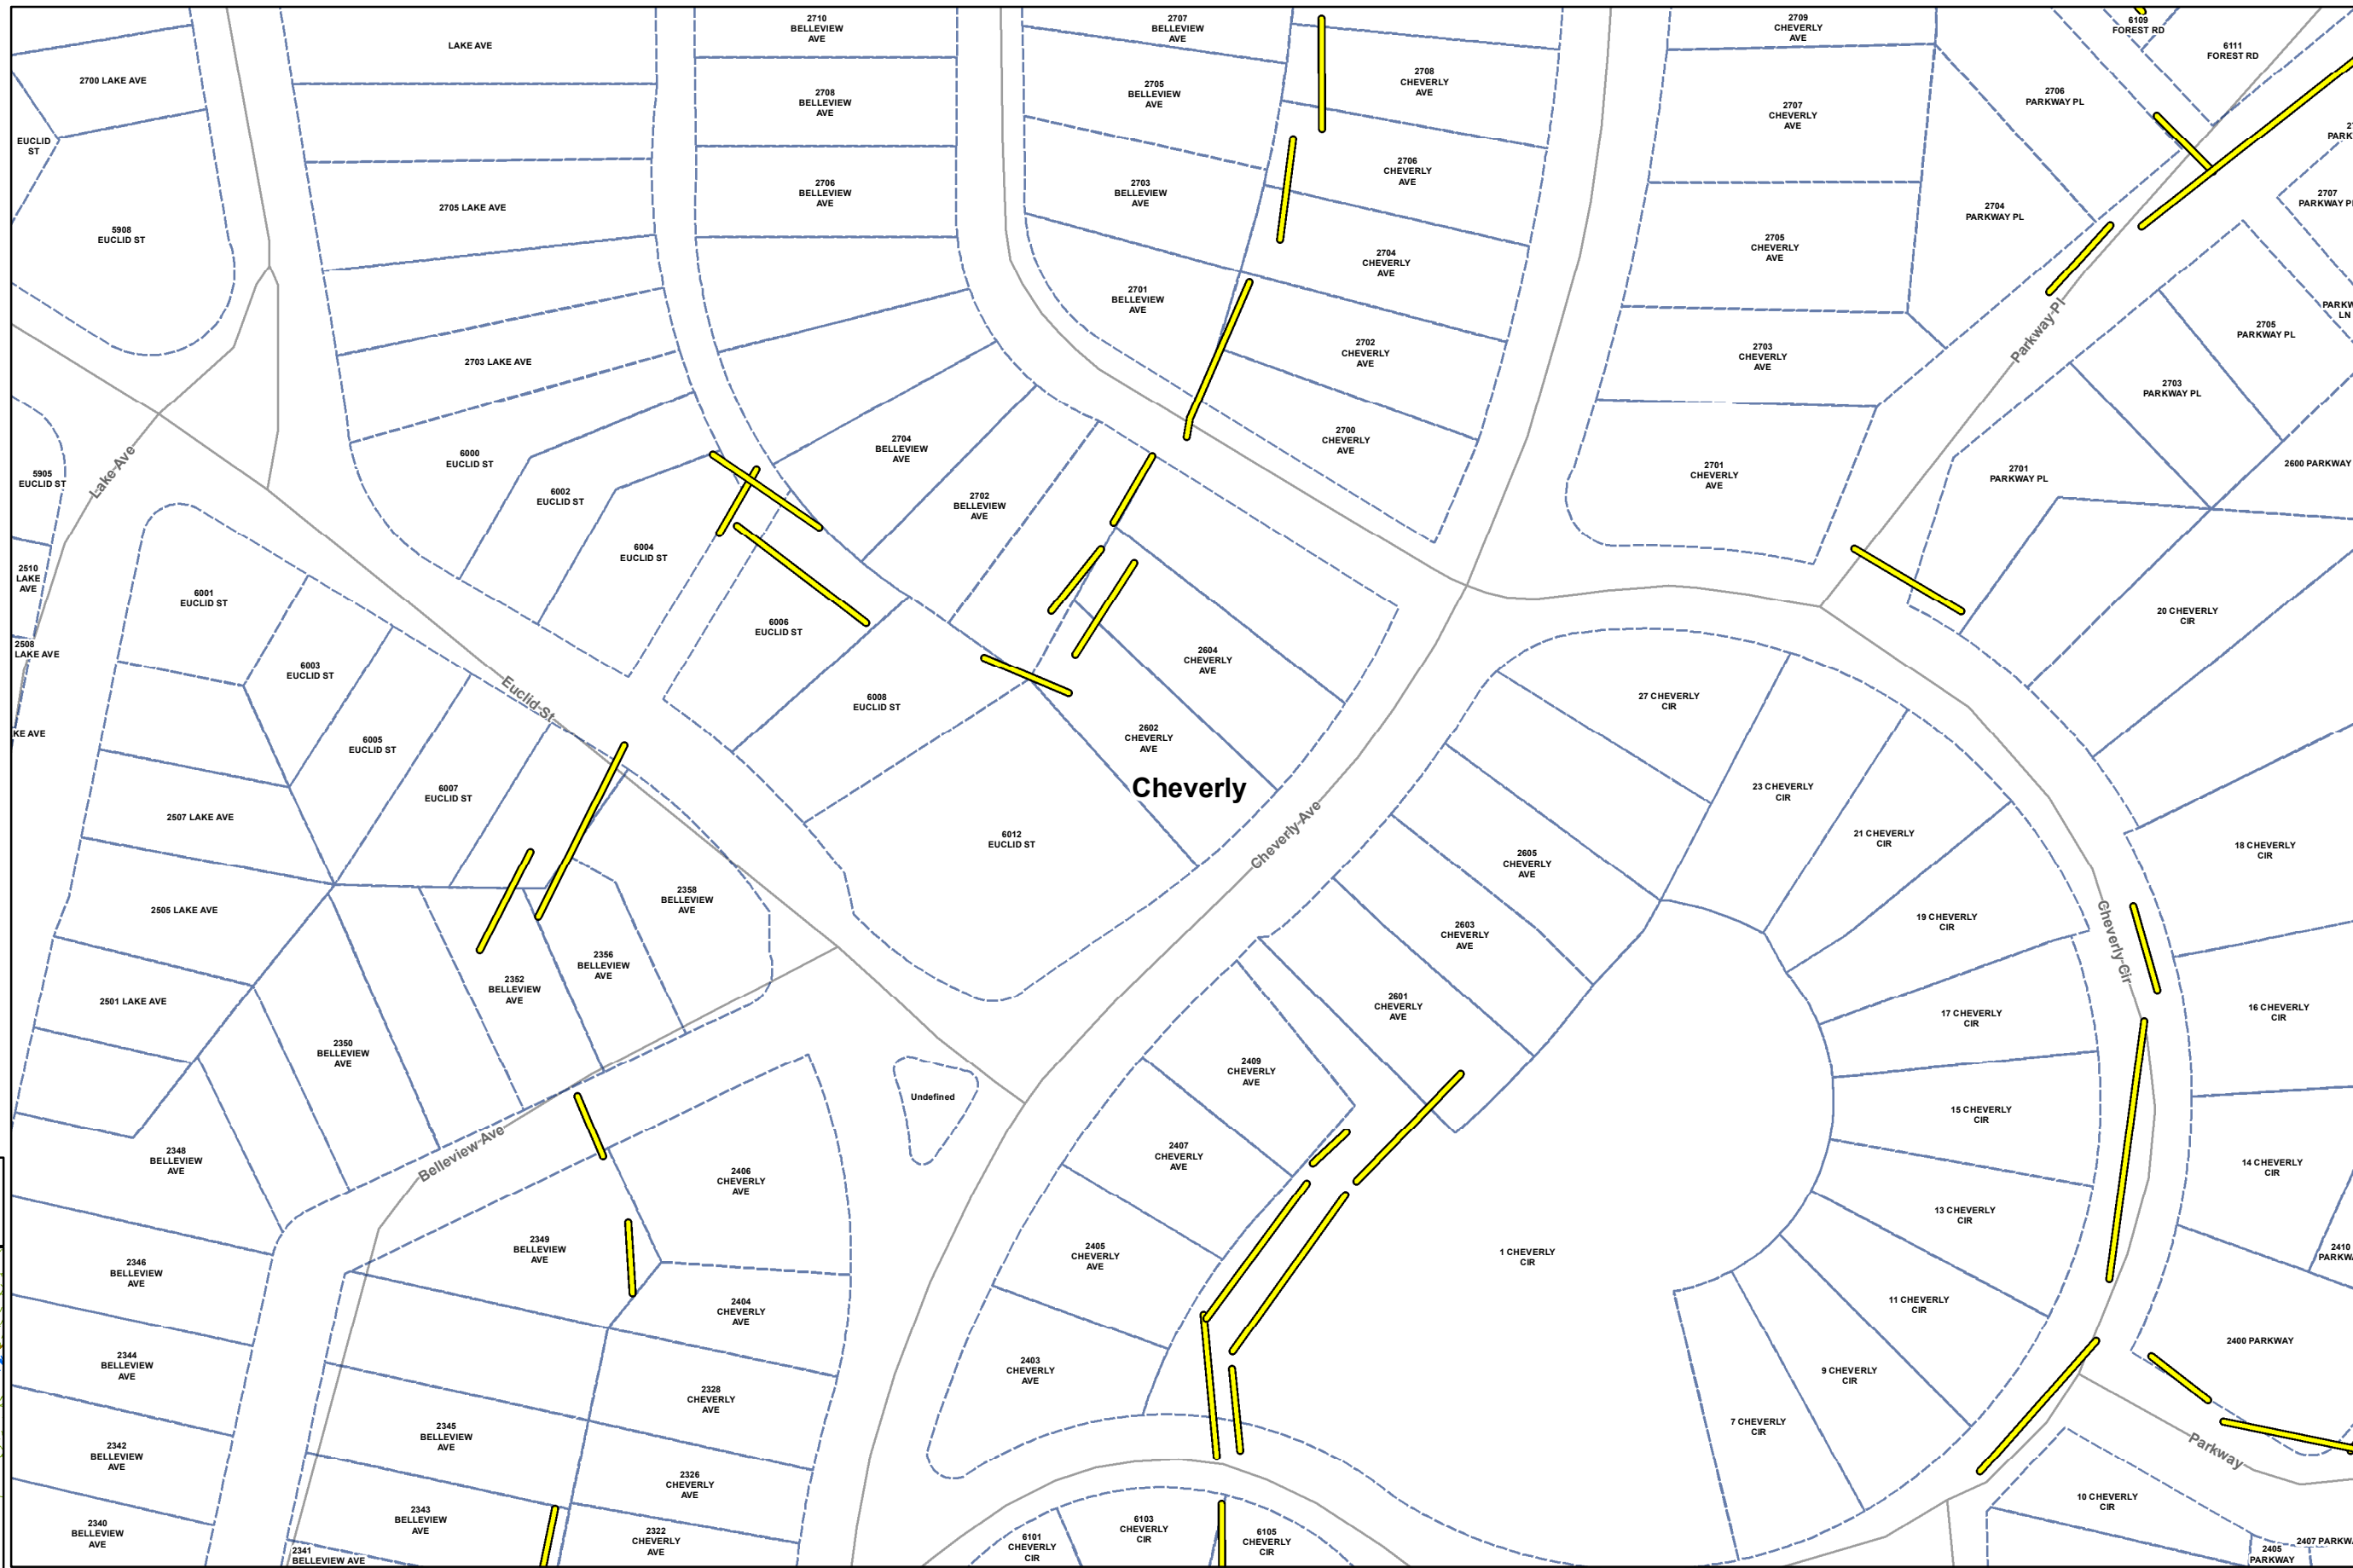 2710
BELLEVIEW
AVE
2707
BELLEVIEW
AVE
2709
CHEVERLY
AVE
6109
FOREST RD
6111
FOREST RD
LAKE AVE
2700 LAKE AVE
2708
BELLEVIEW
AVE
2705
BELLEVIEW
AVE
2708
CHEVERLY
AVE
2707
CHEVERLY
AVE
2706
PARKWAY PL
EUCLID
ST
2706
BELLEVIEW
AVE
2703
BELLEVIEW
AVE
2706
CHEVERLY
AVE
2707
PARKWAY PL
2705 LAKE AVE
2704
PARKWAY PL
5908
EUCLID ST
2705
CHEVERLY
AVE
2704
CHEVERLY
AVE
2701
BELLEVIEW
AVE
Parkway Pl
2705
PARKWAY PL
LN
2703 LAKE AVE
2702
CHEVERLY
AVE
2703
CHEVERLY
AVE
2703
PARKWAY PL
2704
BELLEVIEW
AVE
2700
CHEVERLY
AVE
6000
EUCLID ST
Lake Ave
5905
EUCLID ST
2701
CHEVERLY
AVE
2701
PARKWAY PL
2600 PARKWAY
6002
EUCLID ST
2702
BELLEVIEW
AVE
6004
EUCLID ST
2510
LAKE
AVE
6001
EUCLID ST
20 CHEVERLY
CIR
6006
EUCLID ST
2508
LAKE AVE
6003
EUCLID ST
2604
CHEVERLY
AVE
Euclid St
6008
EUCLID ST
27 CHEVERLY
CIR
2602
CHEVERLY
AVE
6005
EUCLID ST
KE AVE
Cheverly
6007
EUCLID ST
23 CHEVERLY
CIR
2507 LAKE AVE
Cheverly Ave
6012
EUCLID ST
21 CHEVERLY
CIR
18 CHEVERLY
CIR
2605
CHEVERLY
AVE
2358
BELLEVIEW
AVE
2505 LAKE AVE
2603
CHEVERLY
AVE
19 CHEVERLY
CIR
Cheverly Cir
2356
BELLEVIEW
AVE
2352
BELLEVIEW
AVE
2501 LAKE AVE
2601
CHEVERLY
AVE
17 CHEVERLY
CIR
16 CHEVERLY
CIR
2350
BELLEVIEW
AVE
2409
CHEVERLY
AVE
Undefined
15 CHEVERLY
CIR
2348
BELLEVIEW
AVE
Belleview Ave
2407
CHEVERLY
AVE
2406
CHEVERLY
AVE
14 CHEVERLY
CIR
13 CHEVERLY
CIR
2349
BELLEVIEW
AVE
2405
CHEVERLY
AVE
1 CHEVERLY
CIR
2410
PARKWA
2346
BELLEVIEW
AVE
2404
CHEVERLY
AVE
11 CHEVERLY
CIR
2400 PARKWAY
2344
BELLEVIEW
AVE
2403
CHEVERLY
AVE
9 CHEVERLY
CIR
2328
CHEVERLY
AVE
7 CHEVERLY
CIR
2345
BELLEVIEW
AVE
Parkway
2342
BELLEVIEW
AVE
2326
CHEVERLY
AVE
10 CHEVERLY
CIR
2343
BELLEVIEW
AVE
2340
BELLEVIEW
AVE
2322
CHEVERLY
AVE
6101
CHEVERLY
CIR
6103
CHEVERLY
CIR
6105
CHEVERLY
CIR
2341
BELLEVIEW AVE
2407 PARKWA
2405
PARKWAY